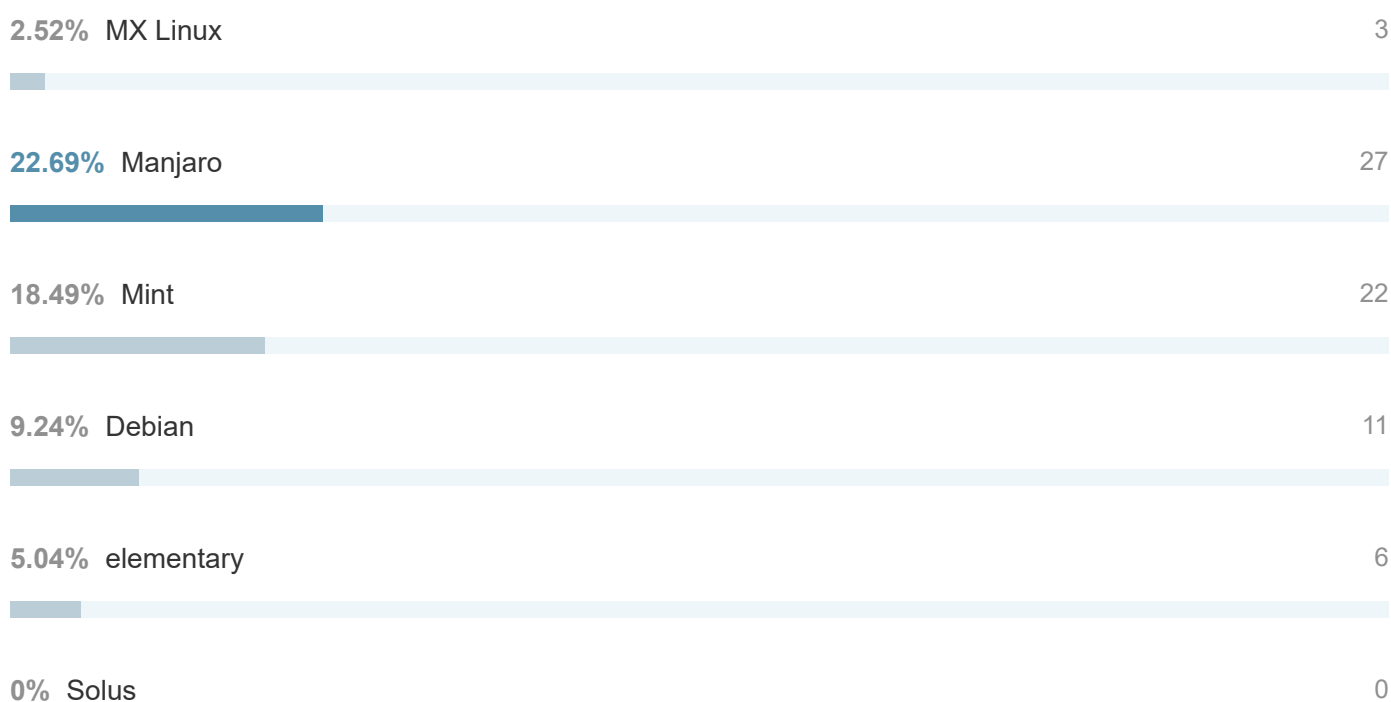 2.52% MX Linux 3
22.69% Manjaro 27
18.49% Mint 22
9.24% Debian 11
5.04% elementary 6
0% Solus 0